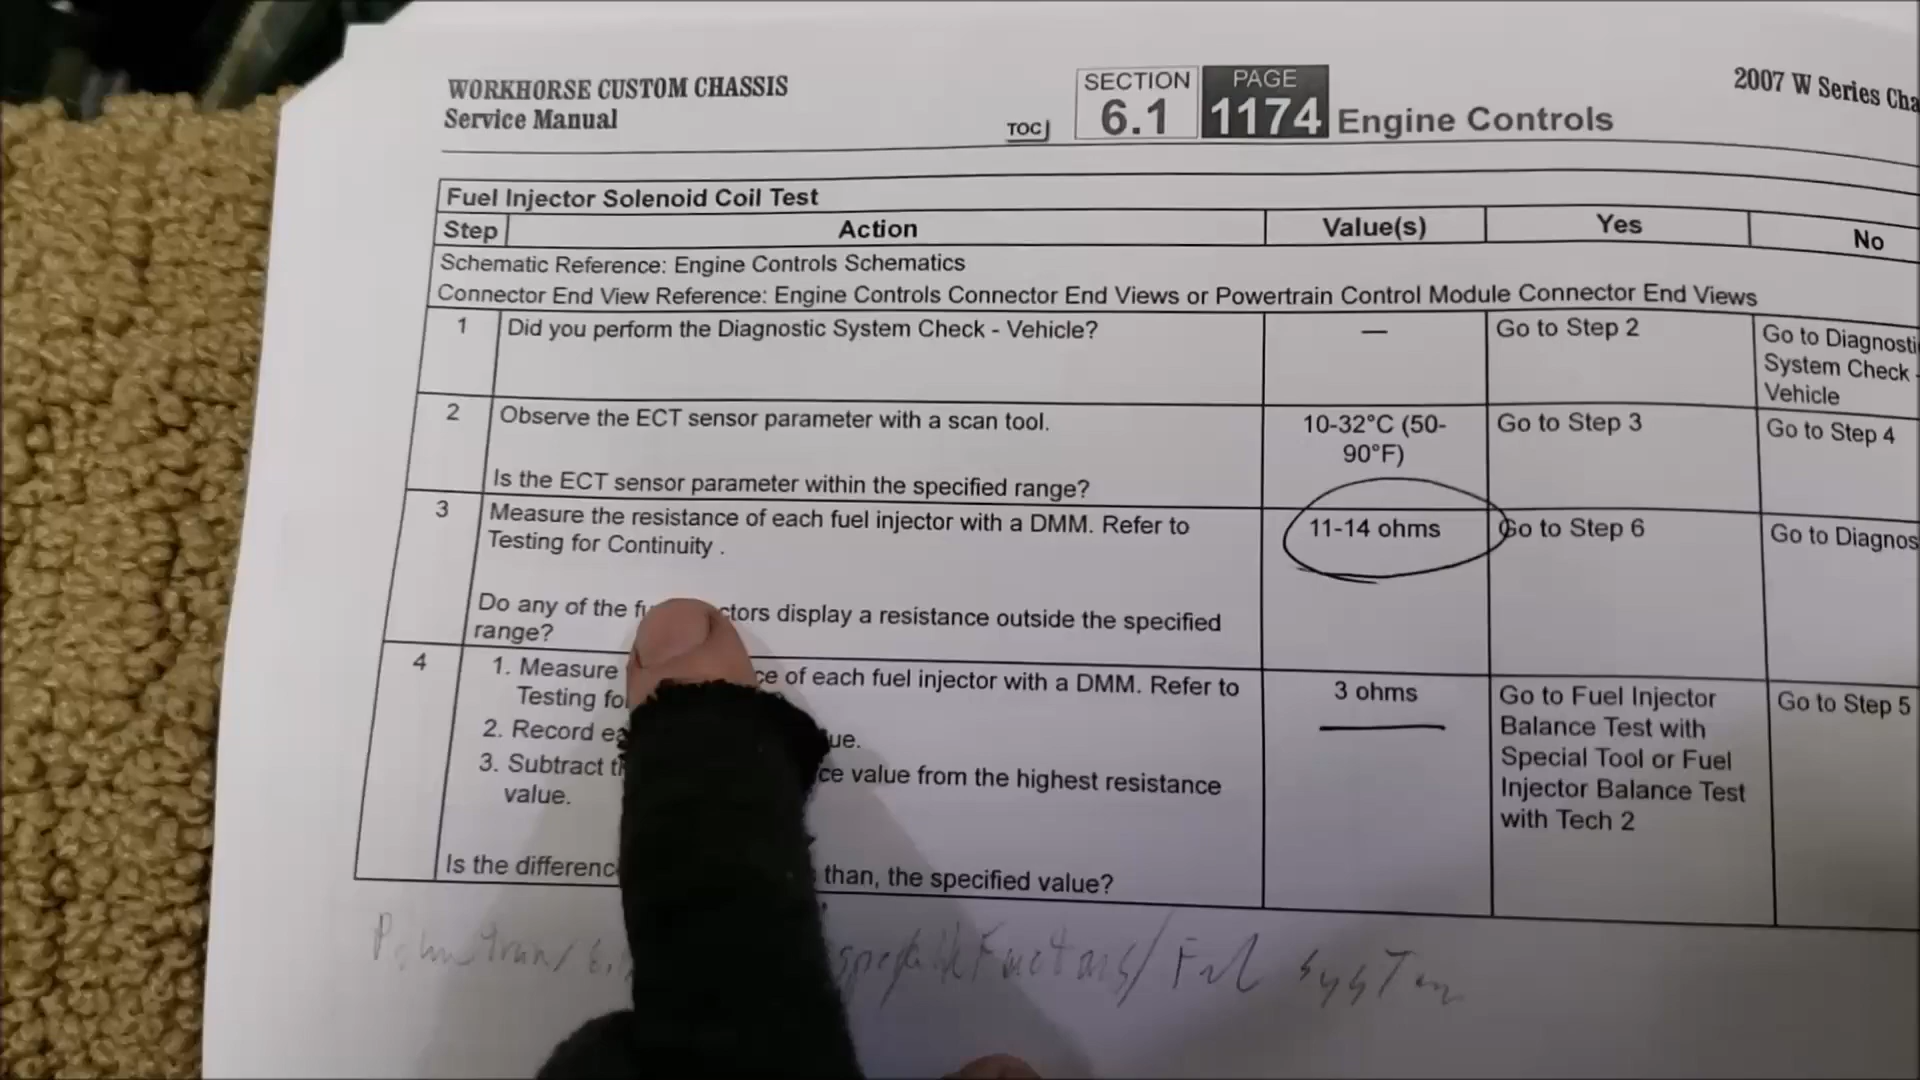 WORKHORSE CUSTOM CHASSIS
Service Manual
TOC
SECTION
6.1
PAGE
1174
Engine Controls
2007 W Series Cha
Fuel Injector Solenoid Coil Test
Step Action Value(s) Yes No
Schematic Reference: Engine Controls Schematics
Connector End View Reference: Engine Controls Connector End Views or Powertrain Control Module Connector End Views
1 Did you perform the Diagnostic System Check - Vehicle? — Go to Step 2 Go to Diagnosti
System Check -
Vehicle
2 Observe the ECT sensor parameter with a scan tool. 10-32°C (50- Go to Step 3 Go to Step 4
90°F)
Is the ECT sensor parameter within the specified range?
3 Measure the resistance of each fuel injector with a DMM. Refer to 11-14 ohms Go to Step 6 Go to Diagnos
Testing for Continuity .
Do any of the fu ctors display a resistance outside the specified
range?
4 1. Measure ce of each fuel injector with a DMM. Refer to 3 ohms Go to Fuel Injector Go to Step 5
Testing fo Balance Test with
2. Record ea ue. Special Tool or Fuel
3. Subtract th ce value from the highest resistance Injector Balance Test
value. with Tech 2
Is the differenc than, the specified value?